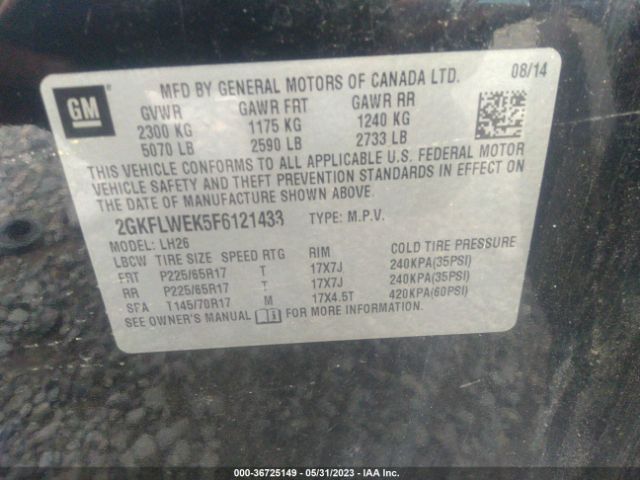 GM
MFD BY GENERAL MOTORS OF CANADA LTD. 08/14
GVWR GAWR FRT GAWR RR
2300 KG 1175 KG 1240 KG
5070 LB 2590 LB 2733 LB
THIS VEHICLE CONFORMS TO ALL APPLICABLE U.S. FEDERAL MOTOR
VEHICLE SAFETY AND THEFT PREVENTION STANDARDS IN EFFECT ON
THE DATE OF MANUFACTURE SHOWN ABOVE.
2GKFLWEK5F6121433 TYPE: M.P.V.
MODEL: LH26
LBCW TIRE SIZE SPEED RTG RIM COLD TIRE PRESSURE
FRT P225/65R17 T 17X7J 240KPA(35PSI)
RR P225/65R17 T 17X7J 240KPA(35PSI)
SFA T145/70R17 M 17X4.5T 420KPA(60PSI)
SEE OWNER'S MANUAL FOR MORE INFORMATION.
000-36725149 - 05/31/2023 - IAA Inc.